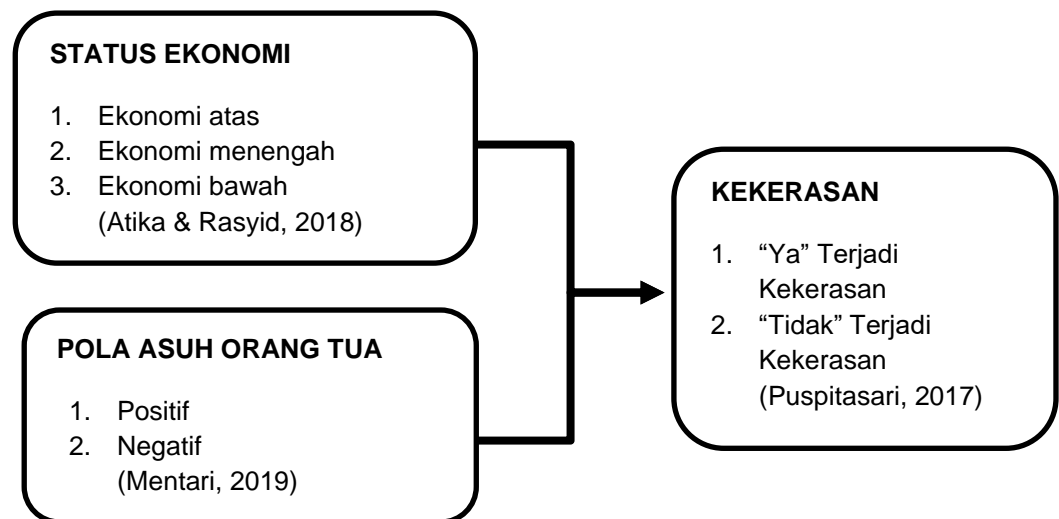 STATUS EKONOMI
1. Ekonomi atas
2. Ekonomi menengah
3. Ekonomi bawah
(Atika & Rasyid, 2018)
POLA ASUH ORANG TUA
1. Positif
2. Negatif
(Mentari, 2019)
KEKERASAN
1. “Ya” Terjadi
Kekerasan
2. “Tidak” Terjadi
Kekerasan
(Puspitasari, 2017)